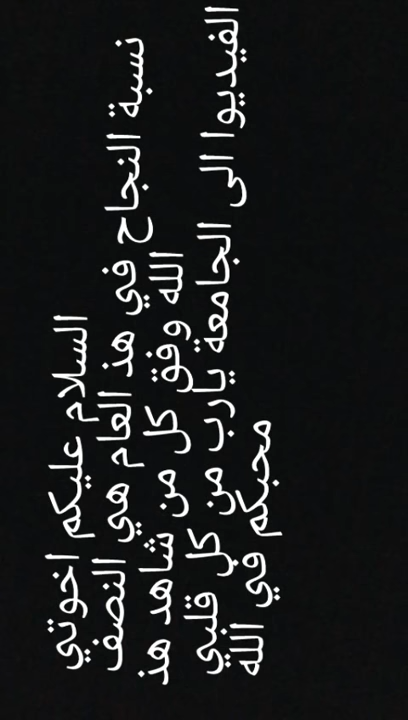 السلام عليكم اخوتي
نسبة النجاح في هذ العام هي النصف
الله وفق كل من شاهد هذ
الفيديوا الى الجامعة يارب من كل قلبي
محبكم في الله